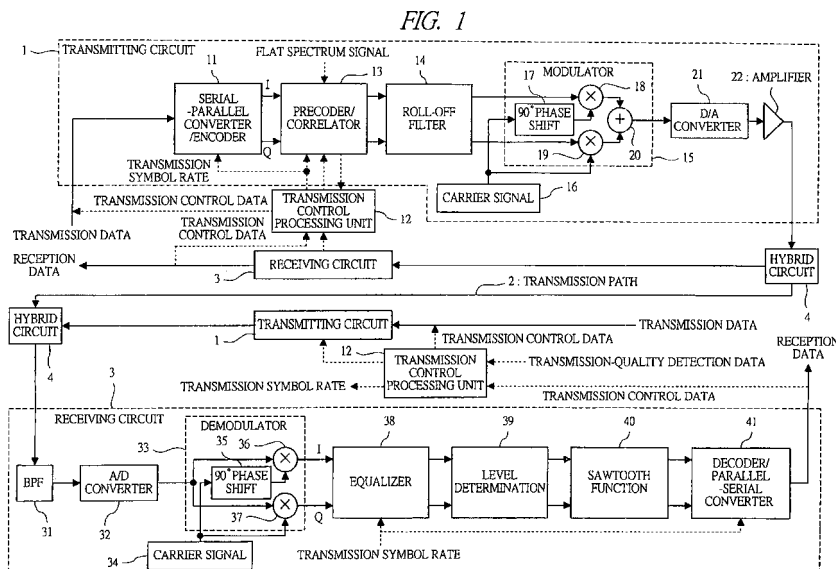 FIG. 1
1
TRANSMITTING CIRCUIT
FLAT SPECTRUM SIGNAL
11
SERIAL
-PARALLEL
CONVERTER
/ENCODER
I
Q
13
PRECODER/
CORRELATOR
14
ROLL-OFF
FILTER
MODULATOR
17
90° PHASE
SHIFT
18
19
20
15
CARRIER SIGNAL
16
21
D/A
CONVERTER
22 : AMPLIFIER
TRANSMISSION
SYMBOL RATE
TRANSMISSION CONTROL DATA
TRANSMISSION
CONTROL
PROCESSING UNIT
12
TRANSMISSION DATA
TRANSMISSION
CONTROL DATA
RECEPTION
DATA
RECEIVING CIRCUIT
3
HYBRID
CIRCUIT
4
2 : TRANSMISSION PATH
HYBRID
CIRCUIT
4
TRANSMITTING CIRCUIT
1
TRANSMISSION DATA
TRANSMISSION CONTROL DATA
RECEPTION
DATA
12
TRANSMISSION
CONTROL
PROCESSING UNIT
TRANSMISSION-QUALITY DETECTION DATA
TRANSMISSION SYMBOL RATE
TRANSMISSION CONTROL DATA
3
RECEIVING CIRCUIT
BPF
31
A/D
CONVERTER
32
33
DEMODULATOR
35
90° PHASE
SHIFT
36
37
I
Q
34
CARRIER SIGNAL
38
EQUALIZER
39
LEVEL
DETERMINATION
40
SAWTOOTH
FUNCTION
41
DECODER/
PARALLEL
-SERIAL
CONVERTER
TRANSMISSION SYMBOL RATE